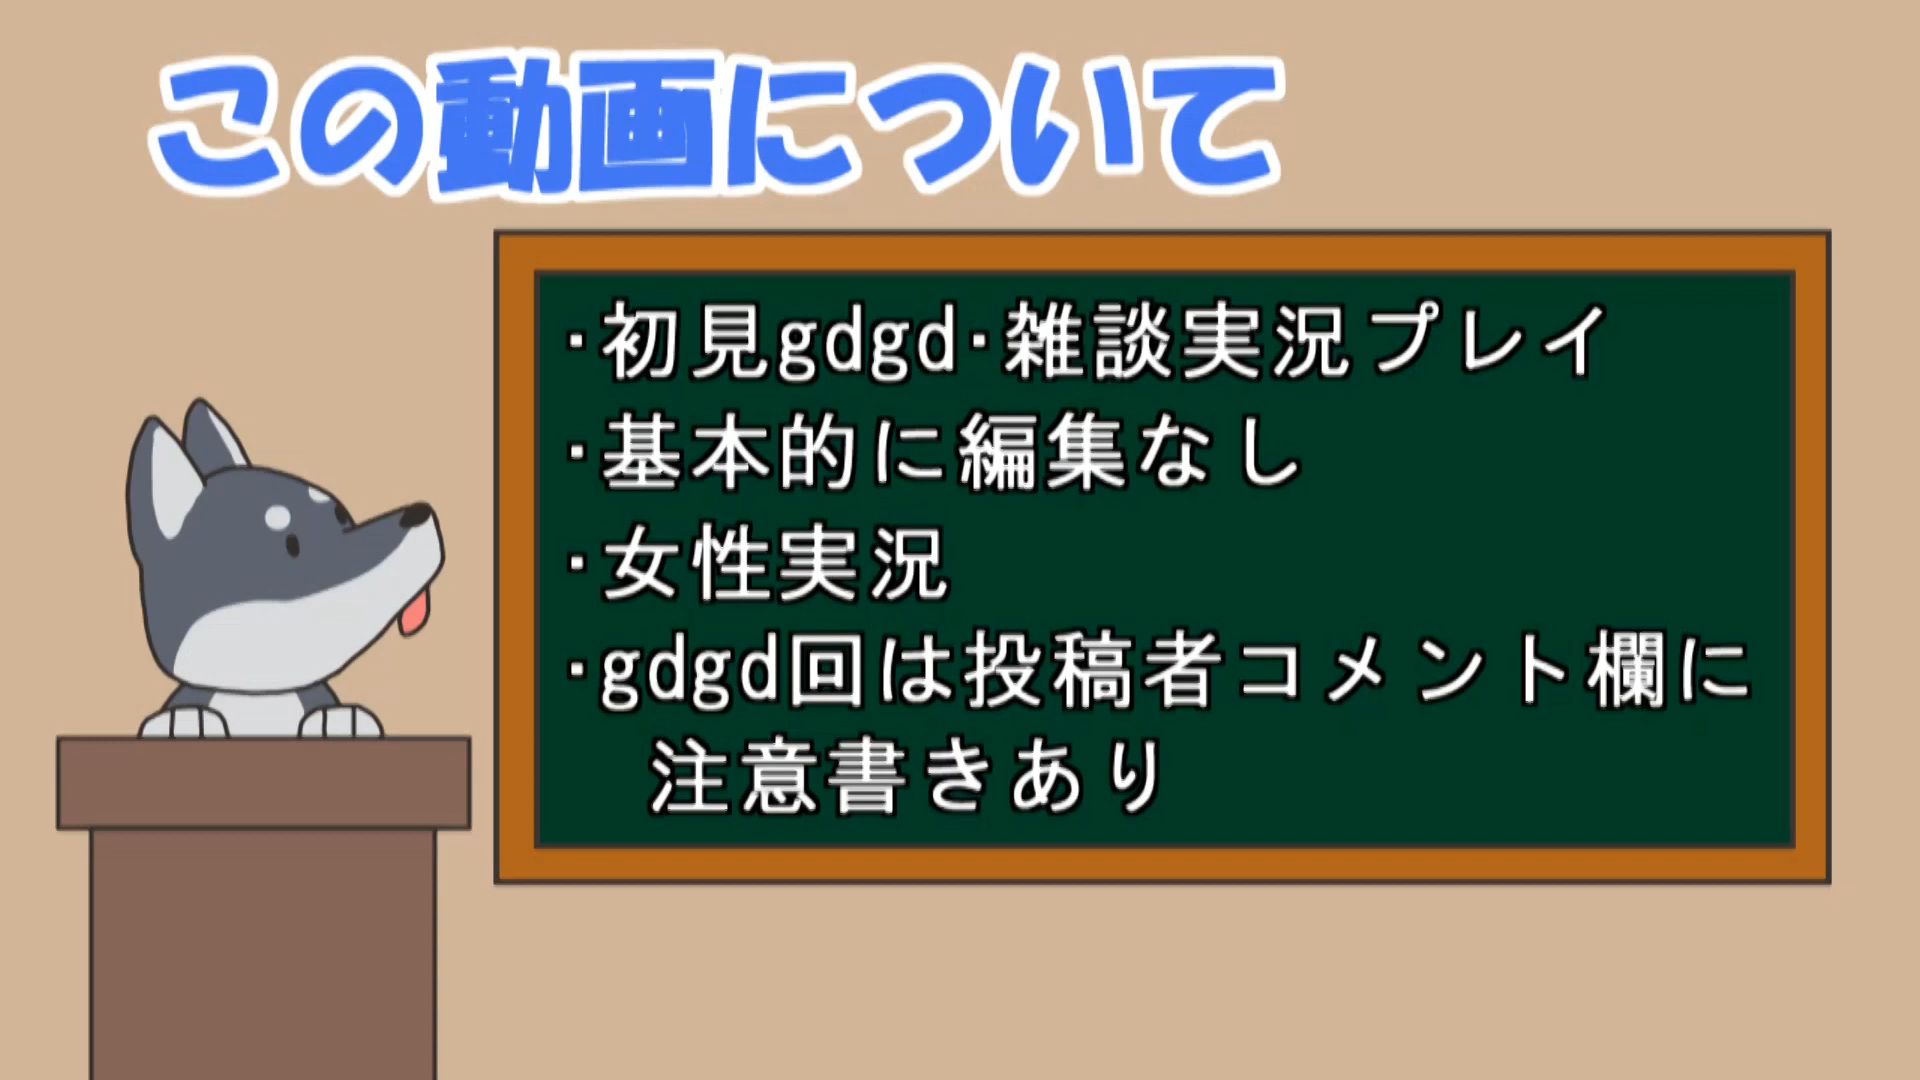 この動画について
・初見gdgd・雑談実況プレイ
・基本的に編集なし
・女性実況
・gdgd回は投稿者コメント欄に
注意書きあり